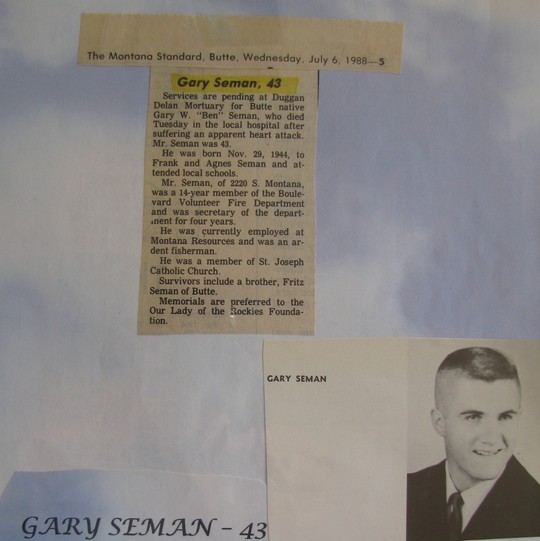 The Montana Standard, Butte, Wednesday, July 6, 1988—5
Gary Seman, 43
Services are pending at Duggan
Dolan Mortuary for Butte native
Gary W. "Ben" Seman, who died
Tuesday in the local hospital after
suffering an apparent heart attack.
Mr. Seman was 43.
He was born Nov. 29, 1944, to
Frank and Agnes Seman and at-
tended local schools.
Mr. Seman, of 2220 S. Montana,
was a 14-year member of the Boule-
vard Volunteer Fire Department
and was secretary of the depart-
ment for four years.
He was currently employed at
Montana Resources and was an ar-
dent fisherman.
He was a member of St. Joseph
Catholic Church.
Survivors include a brother, Fritz
Seman of Butte.
Memorials are preferred to the
Our Lady of the Rockies Founda-
tion.
GARY SEMAN
GARY SEMAN – 43